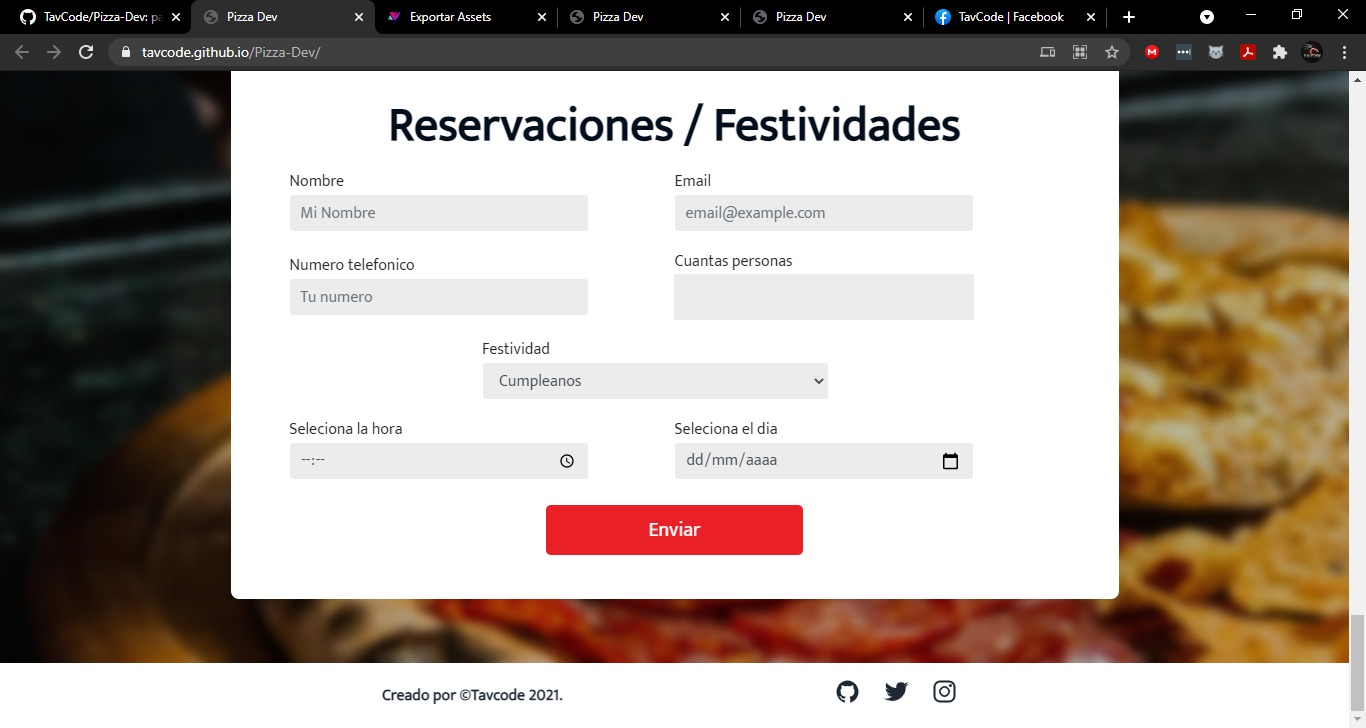 TavCode/Pizza-Dev: pa
Pizza Dev
Exportar Assets
Pizza Dev
Pizza Dev
TavCode | Facebook
tavcode.github.io/Pizza-Dev/
Reservaciones / Festividades
Nombre
Email
Mi Nombre
email@example.com
Numero telefonico
Cuantas personas
Tu numero
Festividad
Cumpleanos
Seleciona la hora
Seleciona el dia
--:--
dd/mm/aaaa
Enviar
Creado por ©Tavcode 2021.